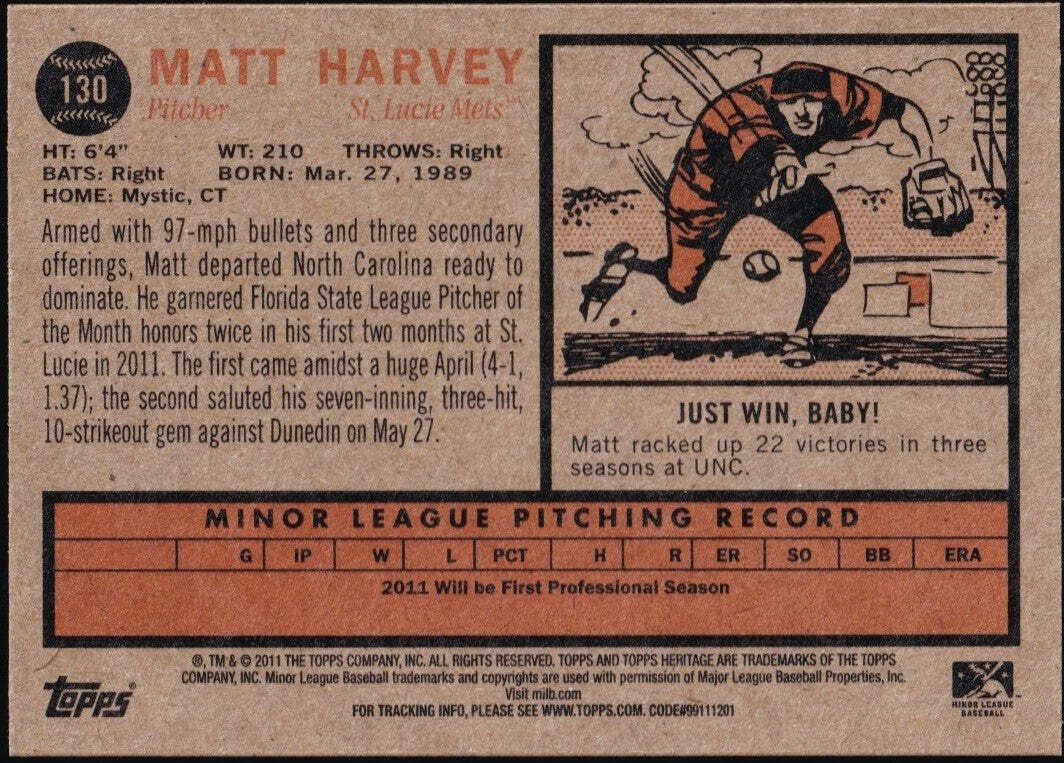 130
MATT HARVEY
Pitcher St. Lucie Mets™
HT: 6'4" WT: 210 THROWS: Right
BATS: Right BORN: Mar. 27, 1989
HOME: Mystic, CT
Armed with 97-mph bullets and three secondary
offerings, Matt departed North Carolina ready to
dominate. He garnered Florida State League Pitcher of
the Month honors twice in his first two months at St.
Lucie in 2011. The first came amidst a huge April (4-1,
1.37); the second saluted his seven-inning, three-hit,
10-strikeout gem against Dunedin on May 27.
JUST WIN, BABY!
Matt racked up 22 victories in three
seasons at UNC.
MINOR LEAGUE PITCHING RECORD
G IP W L PCT H R ER SO BB ERA
2011 Will be First Professional Season
®, TM & © 2011 THE TOPPS COMPANY, INC. ALL RIGHTS RESERVED. TOPPS AND TOPPS HERITAGE ARE TRADEMARKS OF THE TOPPS
COMPANY, INC. Minor League Baseball trademarks and copyrights are used with permission of Major League Baseball Properties, Inc.
Visit milb.com
FOR TRACKING INFO, PLEASE SEE WWW.TOPPS.COM. CODE#99111201
topps
MINOR LEAGUE
BASEBALL